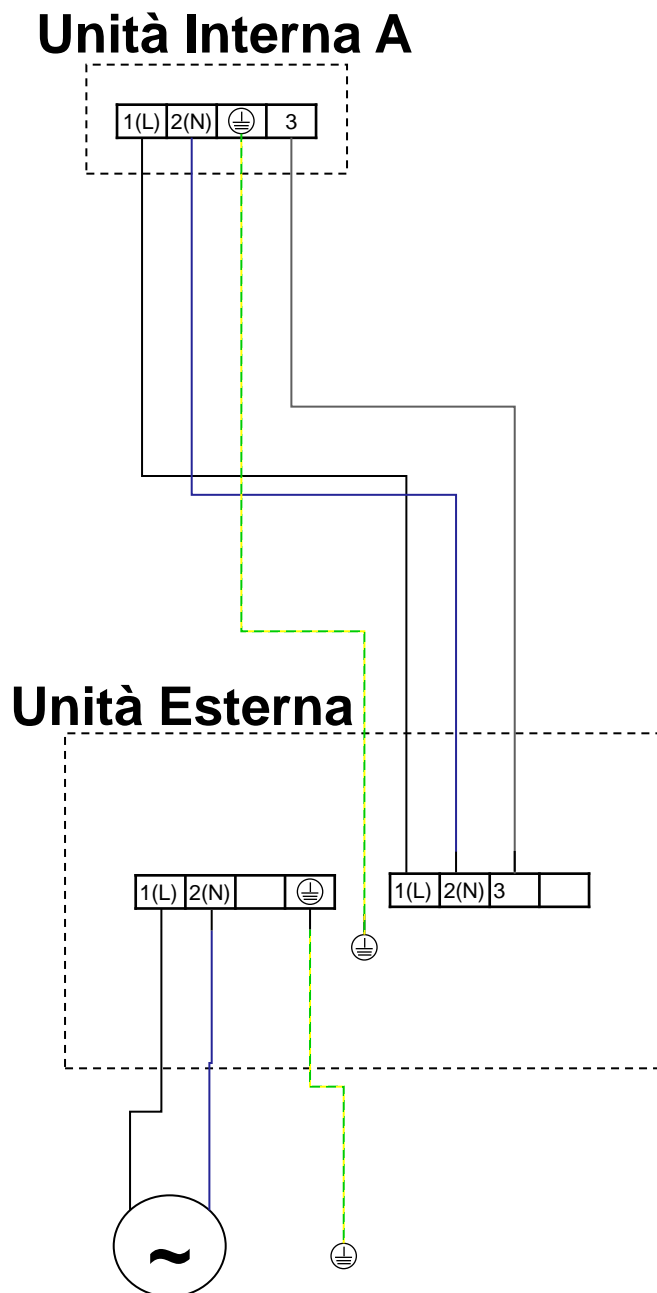 Unità Interna A
1(L) 2(N) 3
Unità Esterna
1(L) 2(N)
1(L) 2(N) 3
~